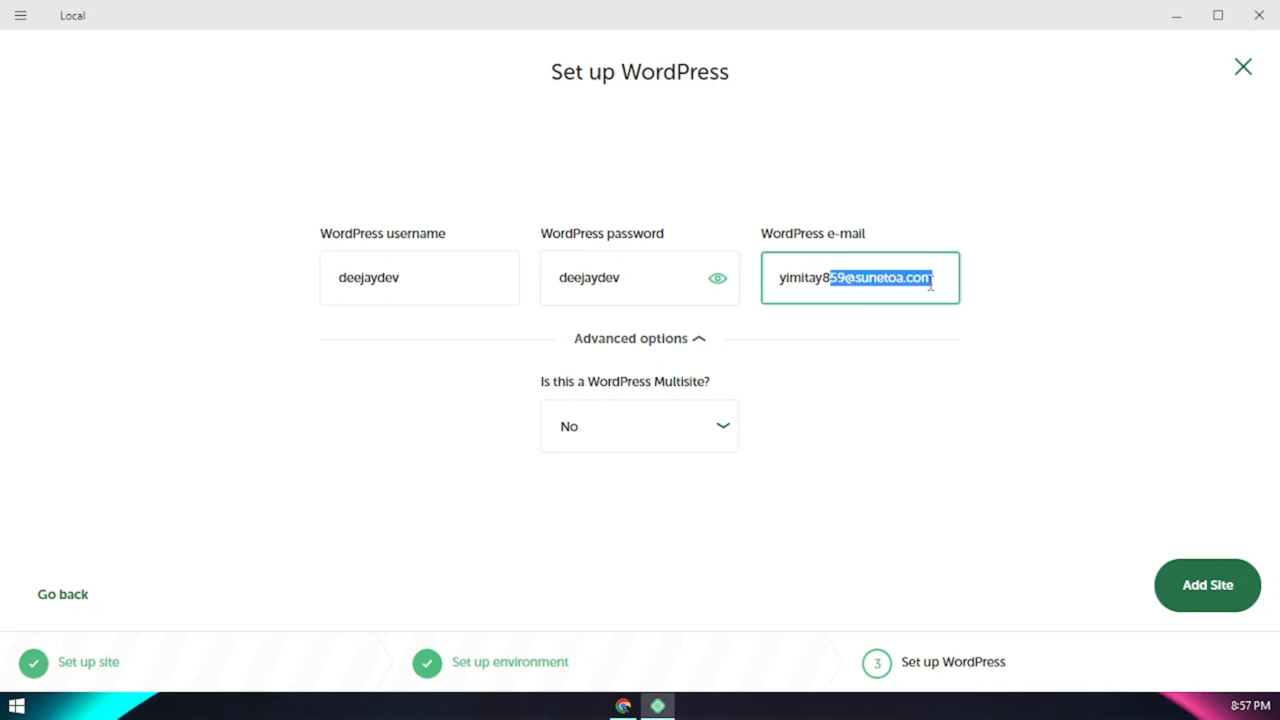 Local
Set up WordPress
WordPress username
WordPress password
WordPress e-mail
deejaydev
deejaydev
yimitay859@sunetoa.com
Advanced options
Is this a WordPress Multisite?
No
Go back
Add Site
Set up site
Set up environment
3
Set up WordPress
8:57 PM